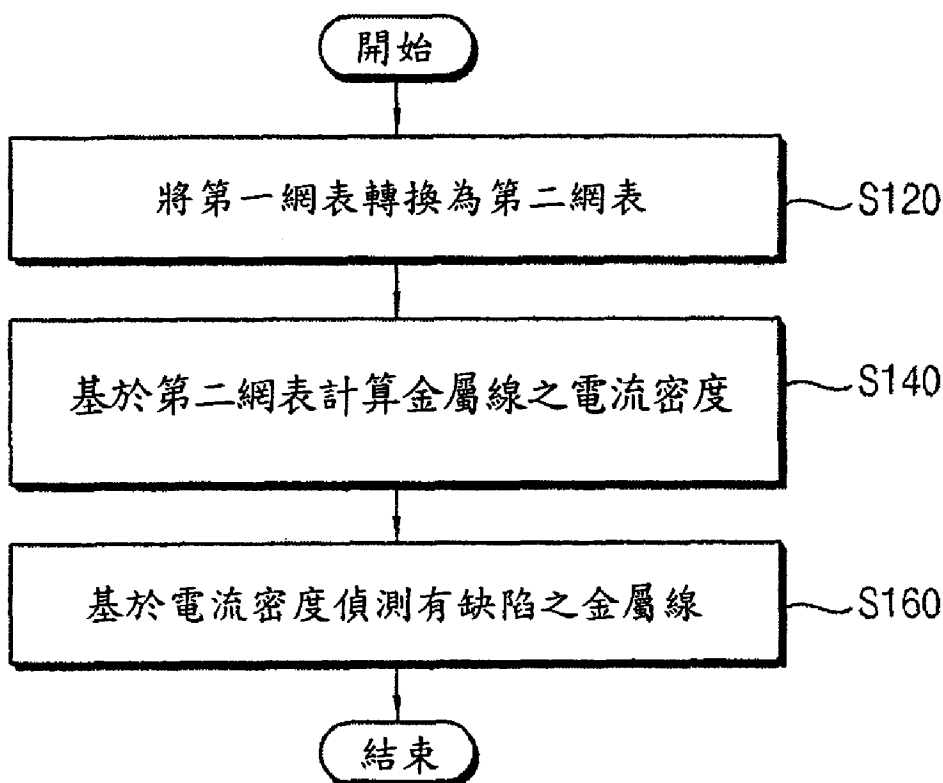 開始
將第一網表轉換為第二網表
S120
基於第二網表計算金屬線之電流密度
S140
基於電流密度偵測有缺陷之金屬線
S160
結束